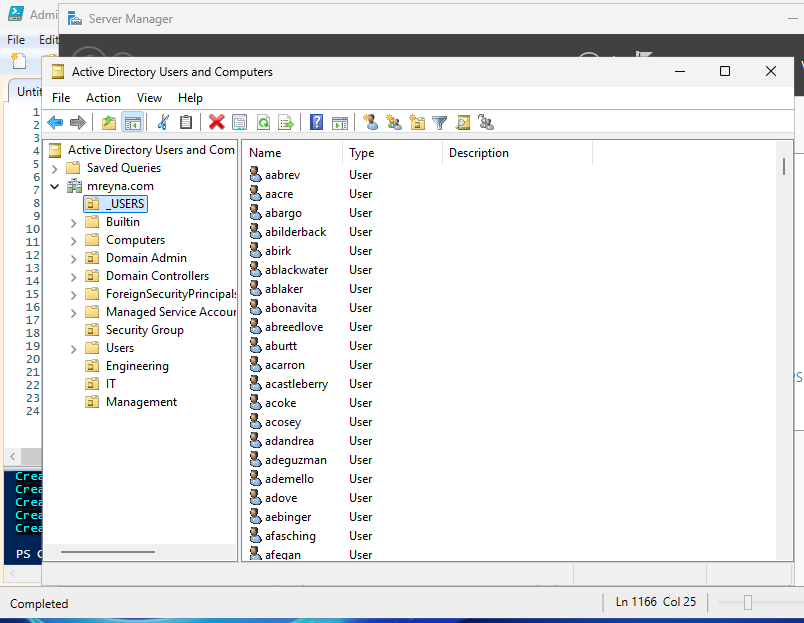 Admi
Server Manager
File Edit
Active Directory Users and Computers
File Action View Help
Untit
1
2
3
4
5
6
7
8
9
10
11
12
13
14
15
16
17
18
19
20
21
22
23
24
Active Directory Users and Com
Saved Queries
mreyna.com
_USERS
Builtin
Computers
Domain Admin
Domain Controllers
ForeignSecurityPrincipals
Managed Service Accour
Security Group
Users
Engineering
IT
Management
Name Type Description
aabrev User
aacre User
abargo User
abilderback User
abirk User
ablackwater User
ablaker User
abonavita User
abreedlove User
aburtt User
acarron User
acastleberry User
acoke User
acosey User
adandrea User
adeguzman User
ademello User
adove User
aebinger User
afasching User
afegan User
es
Crea
Crea
Crea
Crea
Crea
PS C
Completed
Ln 1166 Col 25